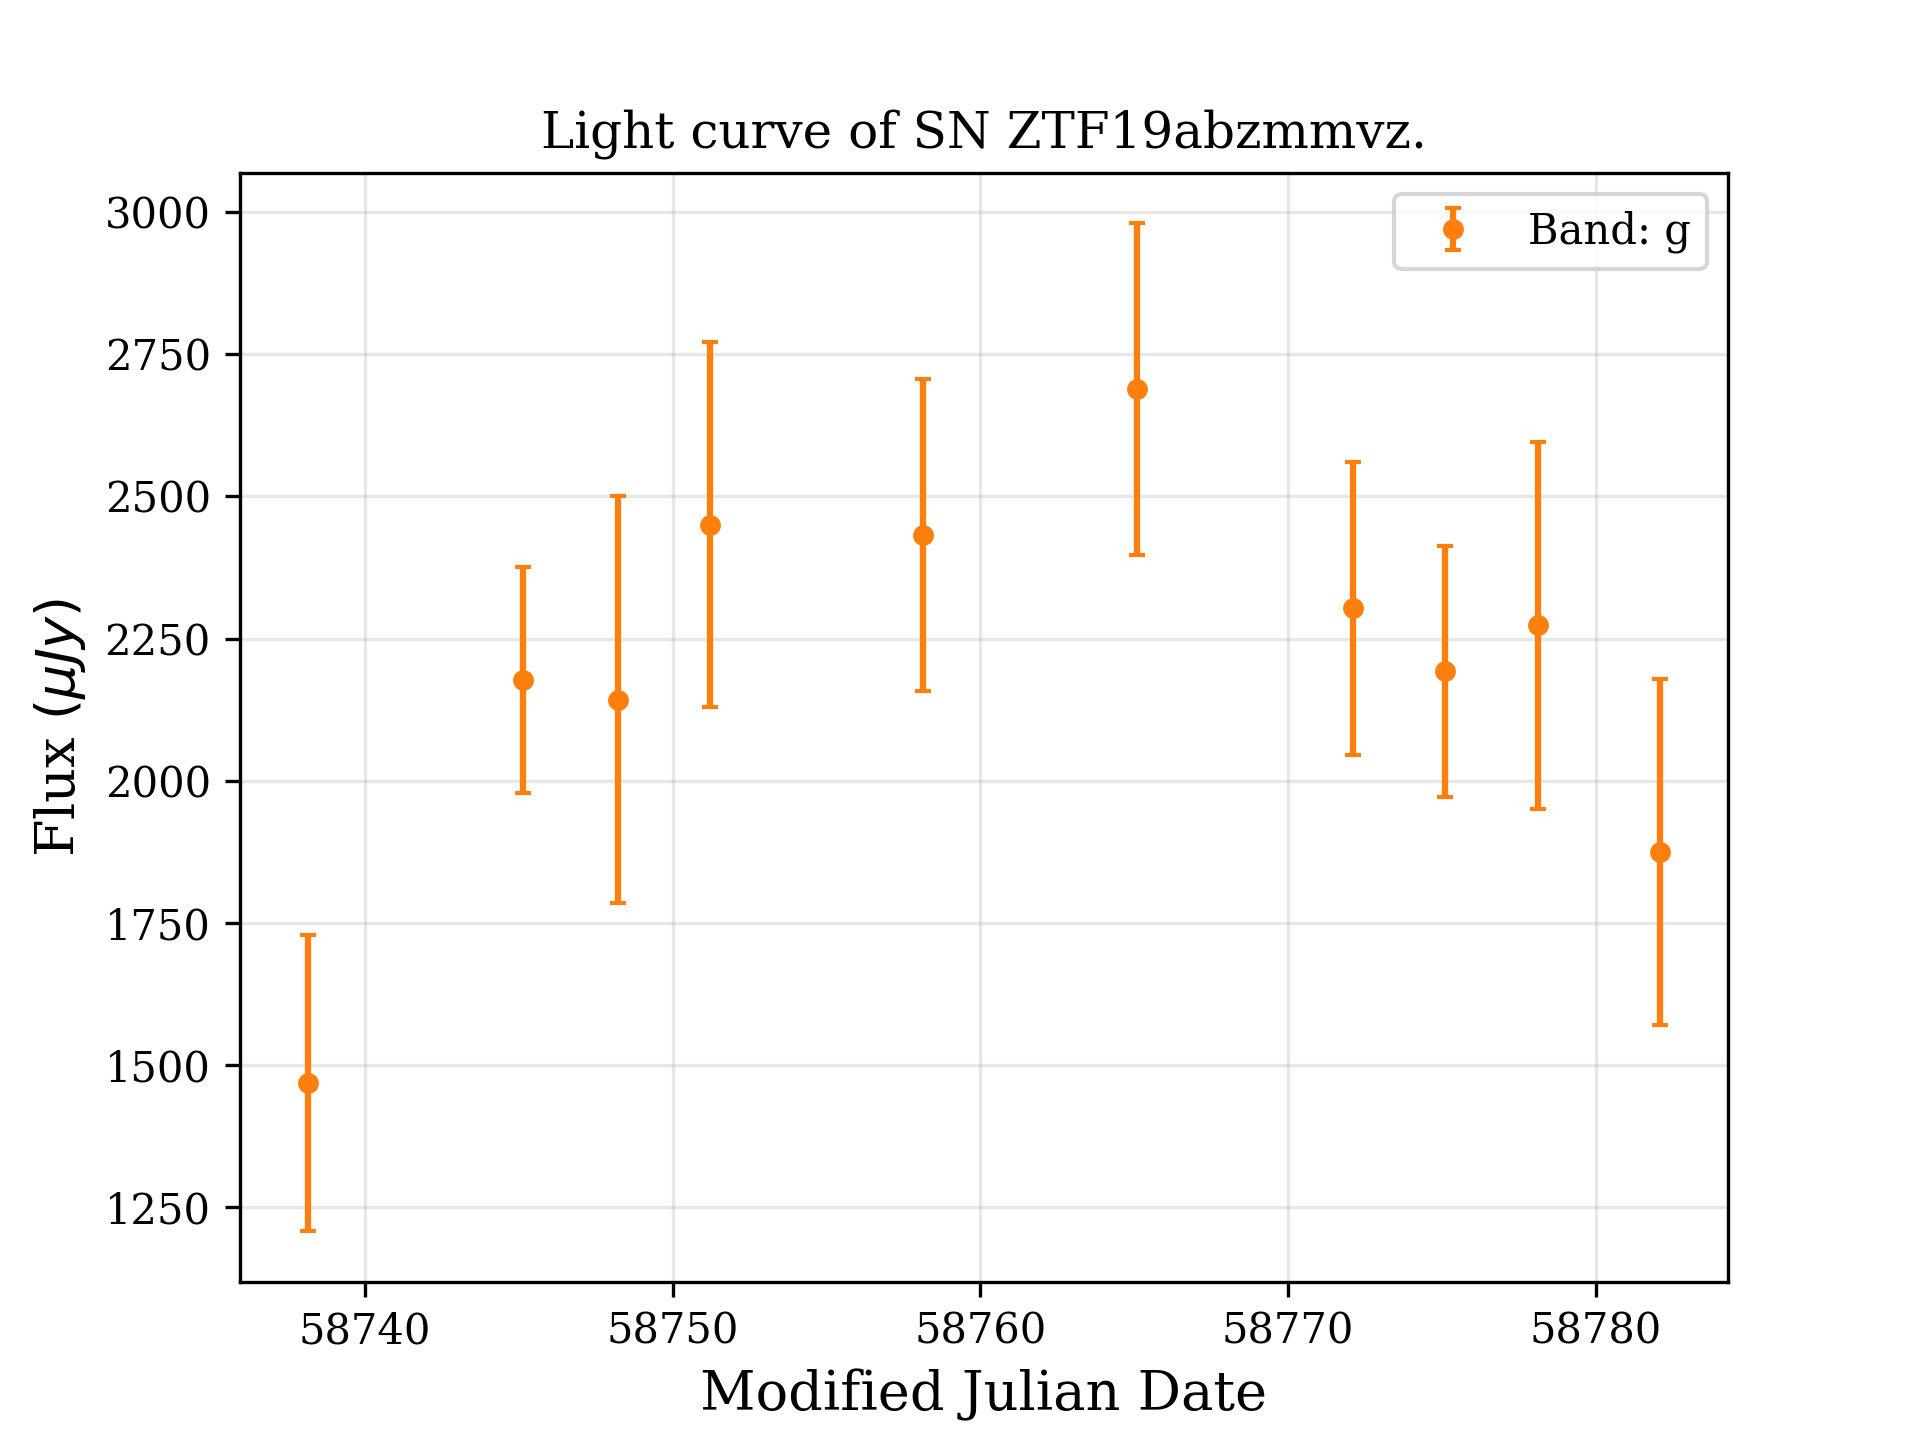 Light curve of SN ZTF19abzmmvz.
Band: g
3000
2750
2500
2250
2000
1750
1500
1250
Flux (μJy)
58740 58750 58760 58770 58780
Modified Julian Date